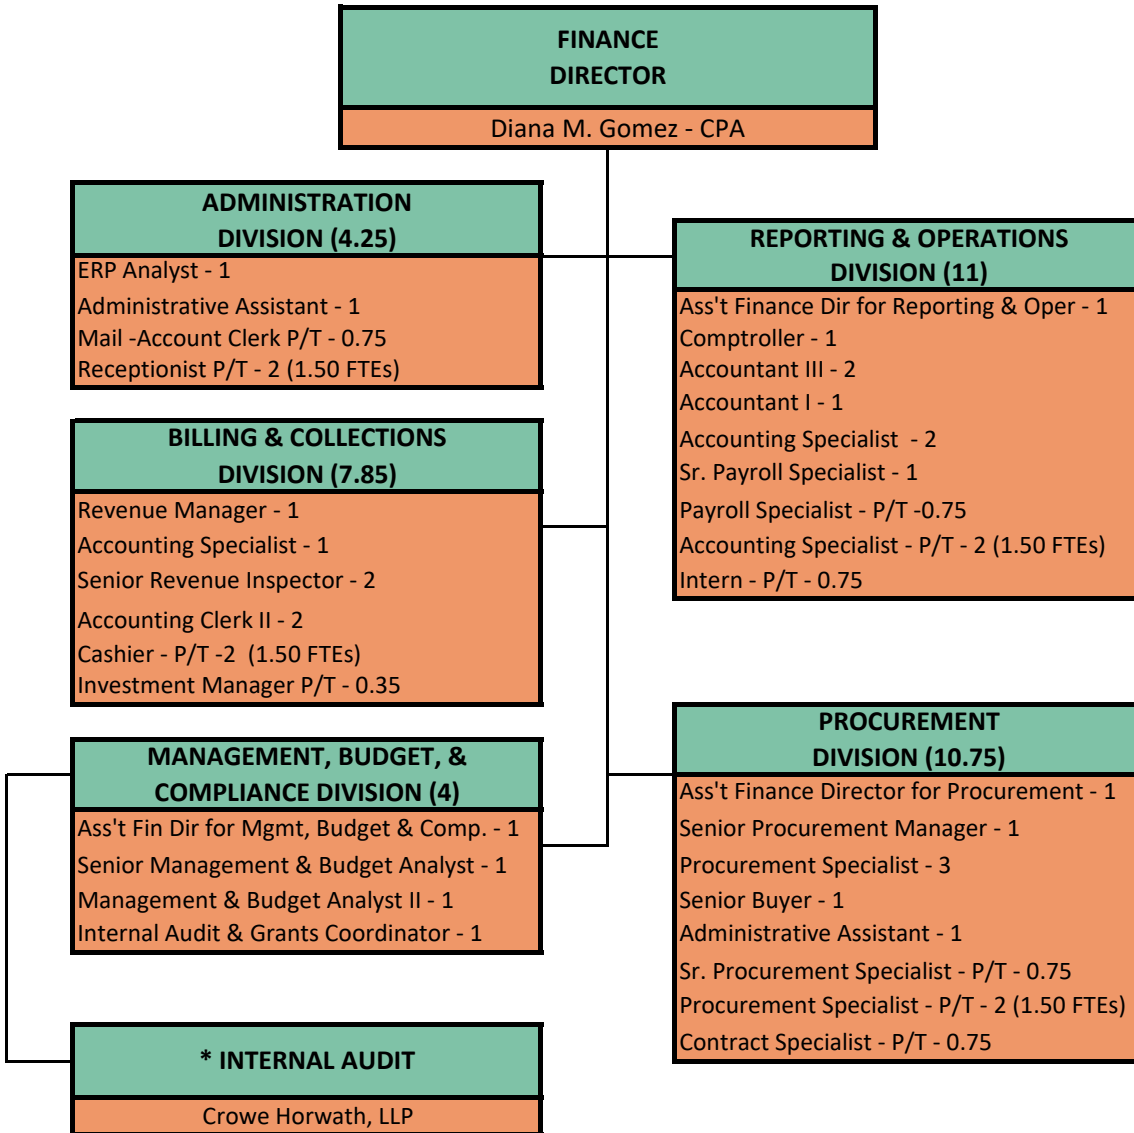 FINANCE
DIRECTOR
Diana M. Gomez - CPA
ADMINISTRATION
DIVISION (4.25)
ERP Analyst - 1
Administrative Assistant - 1
Mail -Account Clerk P/T - 0.75
Receptionist P/T - 2 (1.50 FTEs)
REPORTING & OPERATIONS
DIVISION (11)
Ass't Finance Dir for Reporting & Oper - 1
Comptroller - 1
Accountant III - 2
Accountant I - 1
Accounting Specialist  - 2
Sr. Payroll Specialist - 1
Payroll Specialist - P/T -0.75
Accounting Specialist - P/T - 2 (1.50 FTEs)
Intern - P/T - 0.75
BILLING & COLLECTIONS
DIVISION (7.85)
Revenue Manager - 1
Accounting Specialist - 1
Senior Revenue Inspector - 2
Accounting Clerk II - 2
Cashier - P/T -2  (1.50 FTEs)
Investment Manager P/T - 0.35
MANAGEMENT, BUDGET, &
COMPLIANCE DIVISION (4)
Ass't Fin Dir for Mgmt, Budget & Comp. - 1
Senior Management & Budget Analyst - 1
Management & Budget Analyst II - 1
Internal Audit & Grants Coordinator - 1
PROCUREMENT
DIVISION (10.75)
Ass't Finance Director for Procurement - 1
Senior Procurement Manager - 1
Procurement Specialist - 3
Senior Buyer - 1
Administrative Assistant - 1
Sr. Procurement Specialist - P/T - 0.75
Procurement Specialist - P/T - 2 (1.50 FTEs)
Contract Specialist - P/T - 0.75
* INTERNAL AUDIT
Crowe Horwath, LLP